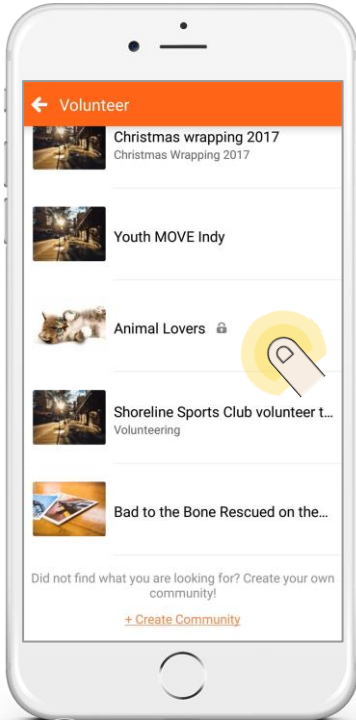 Volunteer
Christmas wrapping 2017
Christmas Wrapping 2017
Youth MOVE Indy
Animal Lovers
Shoreline Sports Club volunteer t...
Volunteering
Bad to the Bone Rescued on the...
Did not find what you are looking for? Create your own
community!
+ Create Community